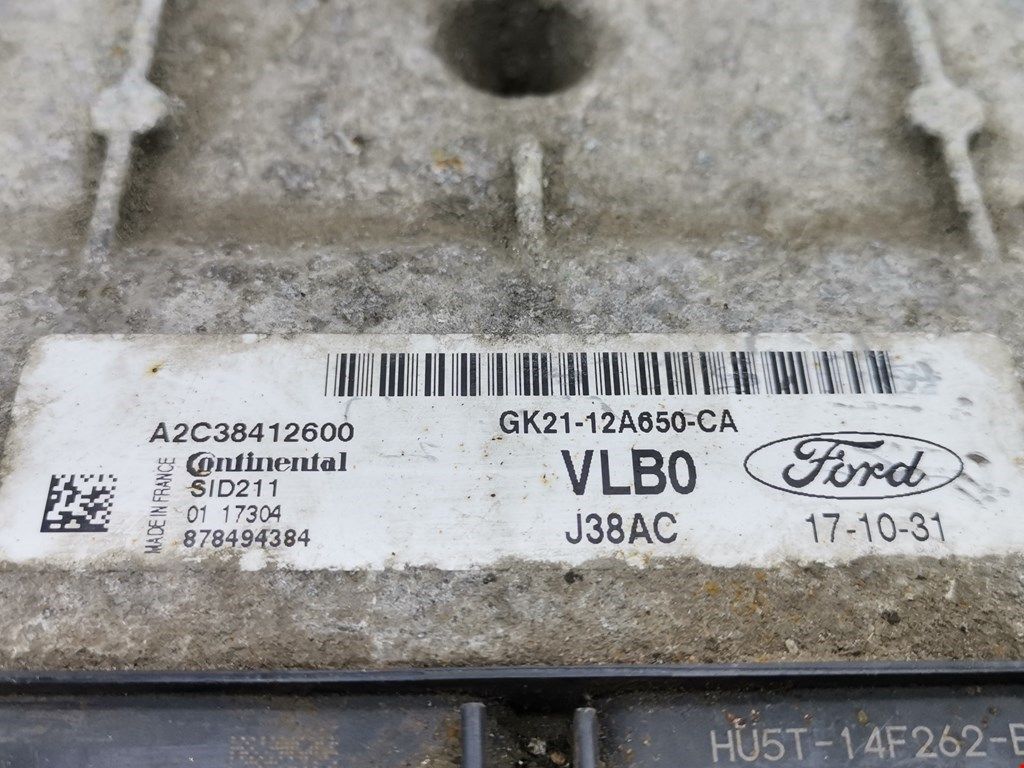 A2C38412600
Continental
SID211
01 17304
878494384
MADE IN FRANCE
GK21-12A650-CA
VLB0
J38AC
Ford
17-10-31
HU5T-14F262-